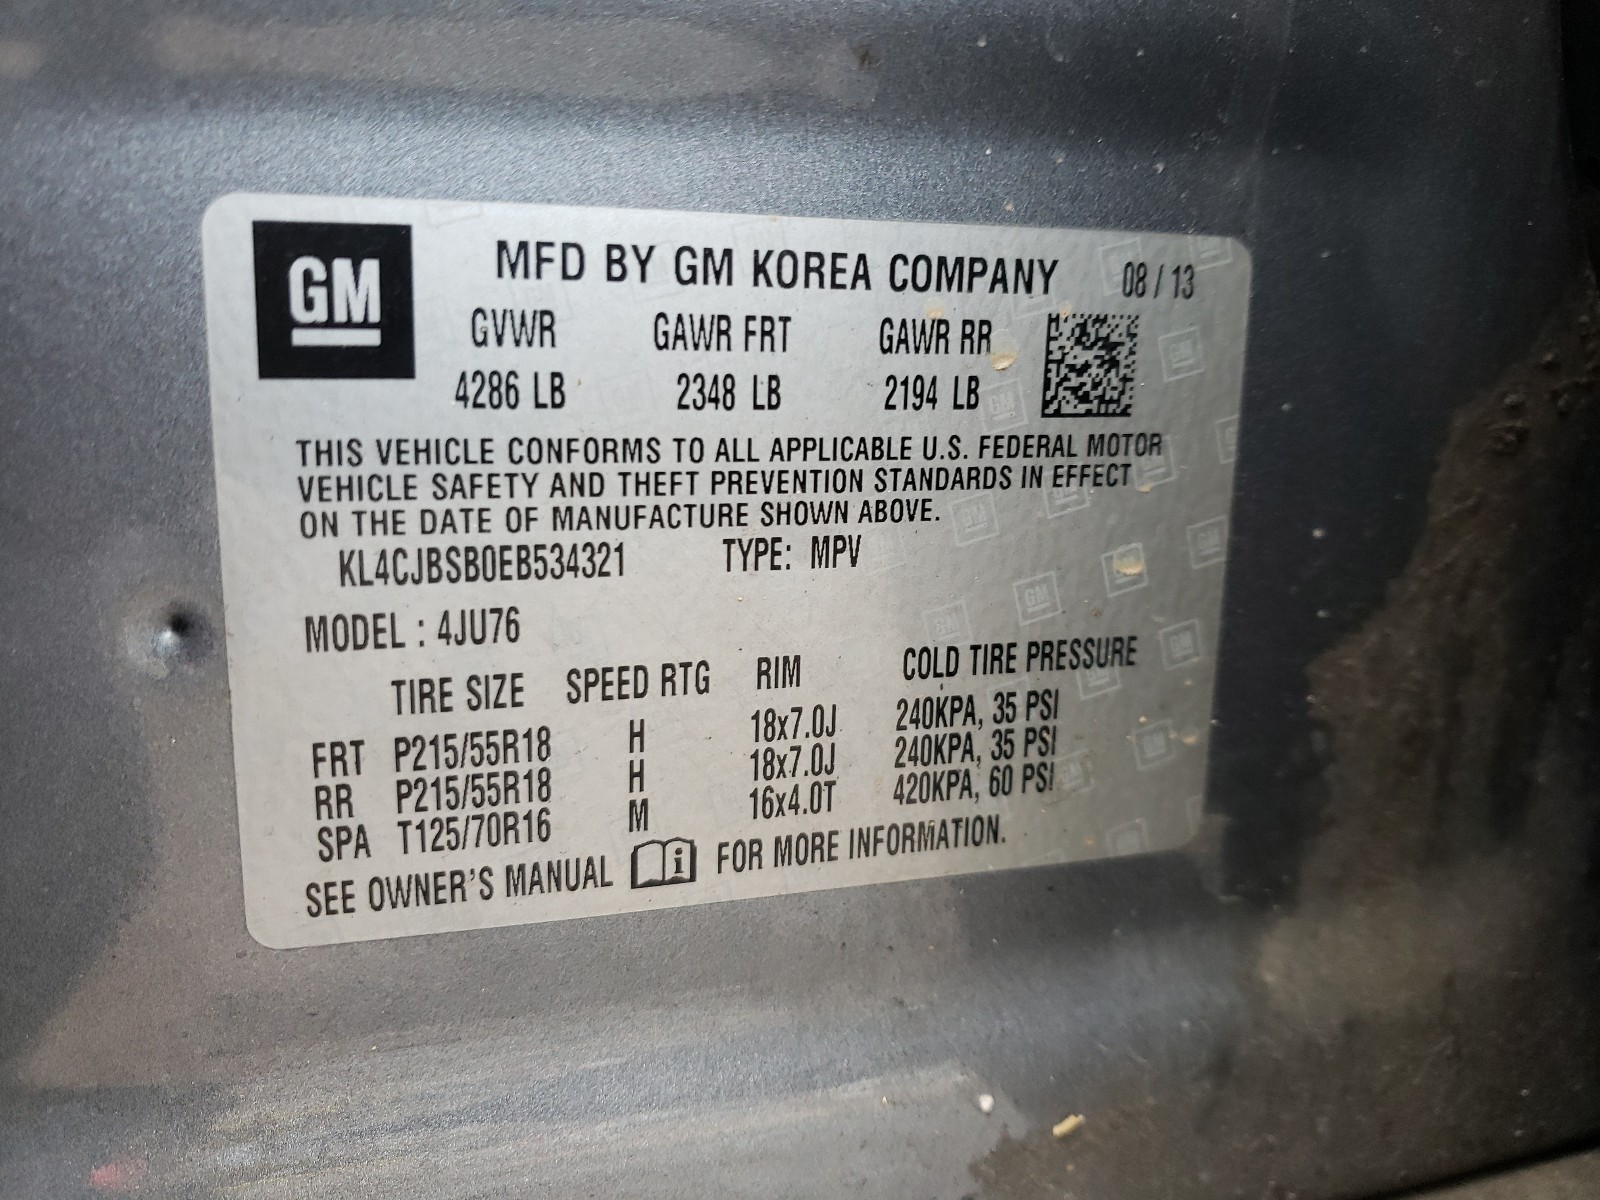 GM
MFD BY GM KOREA COMPANY 08 / 13
GVWR GAWR FRT GAWR RR
4286 LB 2348 LB 2194 LB
THIS VEHICLE CONFORMS TO ALL APPLICABLE U.S. FEDERAL MOTOR
VEHICLE SAFETY AND THEFT PREVENTION STANDARDS IN EFFECT
ON THE DATE OF MANUFACTURE SHOWN ABOVE.
KL4CJBSB0EB534321 TYPE: MPV
MODEL : 4JU76
TIRE SIZE SPEED RTG RIM COLD TIRE PRESSURE
FRT P215/55R18 H 18x7.0J 240KPA, 35 PSI
RR P215/55R18 H 18x7.0J 240KPA, 35 PSI
SPA T125/70R16 M 16x4.0T 420KPA, 60 PSI
SEE OWNER'S MANUAL i FOR MORE INFORMATION.